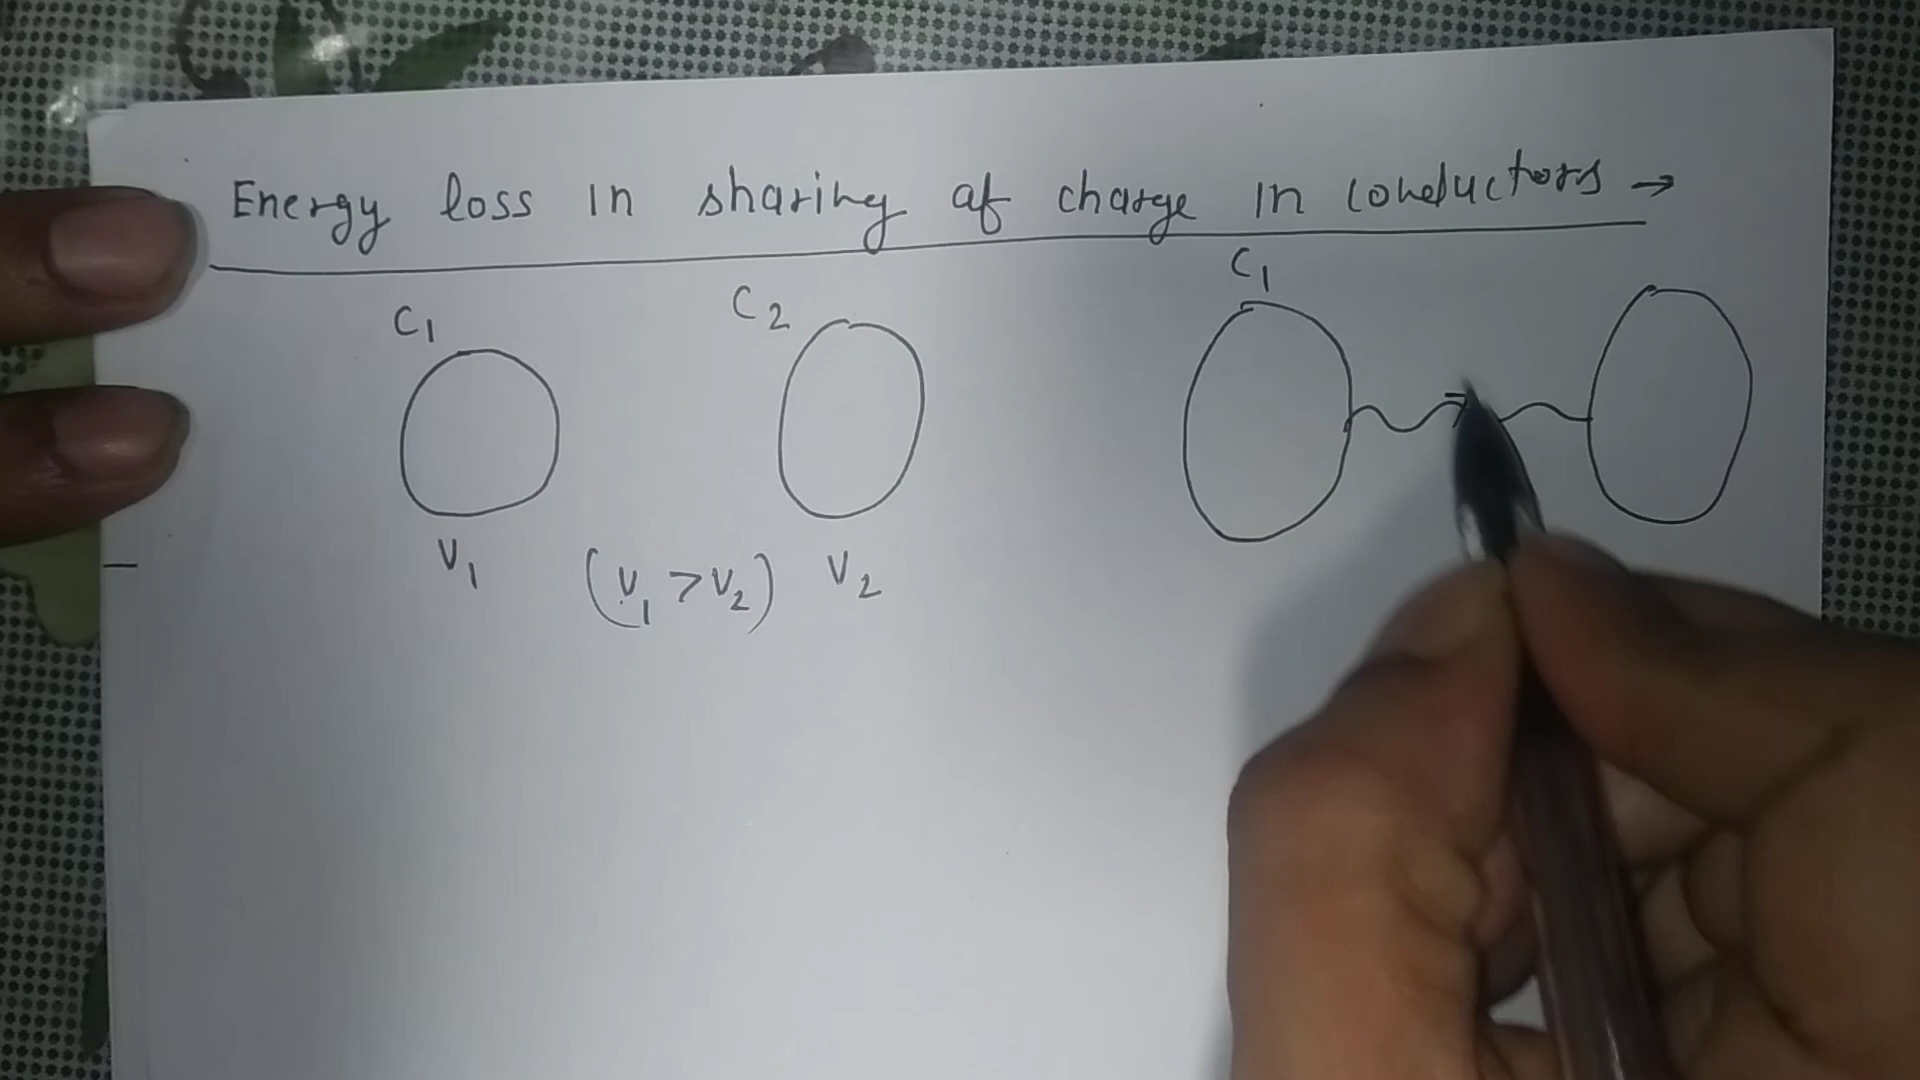 Energy loss in sharing of charge in conductors →
C1 C2 C1
V1 (V1 > V2) V2